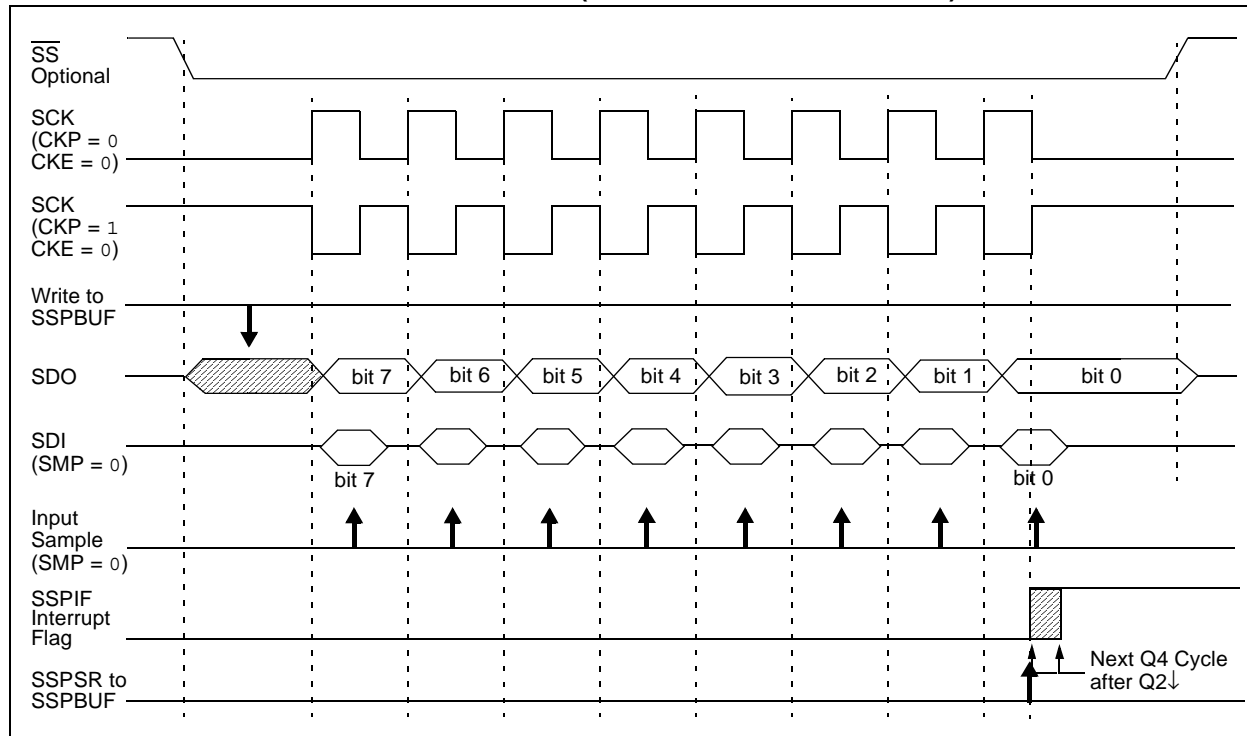 SS
Optional
SCK
(CKP = 0
CKE = 0)
SCK
(CKP = 1
CKE = 0)
Write to
SSPBUF
SDO
bit 7 bit 6 bit 5 bit 4 bit 3 bit 2 bit 1 bit 0
SDI
(SMP = 0)
bit 7 bit 0
Input
Sample
(SMP = 0)
SSPIF
Interrupt
Flag
Next Q4 Cycle
after Q2↓
SSPSR to
SSPBUF